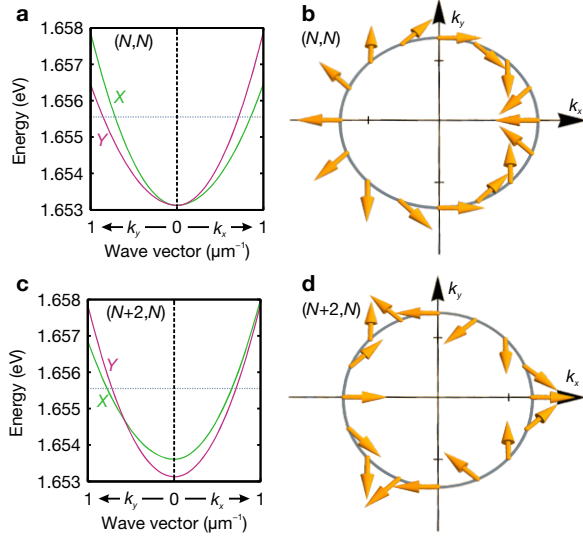 a
(N,N)
1.658
1.657
1.656
1.655
1.654
1.653
Energy (eV)
X
Y
1 k_y 0 k_x 1
Wave vector (µm⁻¹)
b
(N,N)
k_y
k_x
c
(N+2,N)
1.658
1.657
1.656
1.655
1.654
1.653
Energy (eV)
Y
X
1 k_y 0 k_x 1
Wave vector (µm⁻¹)
d
(N+2,N)
k_y
k_x